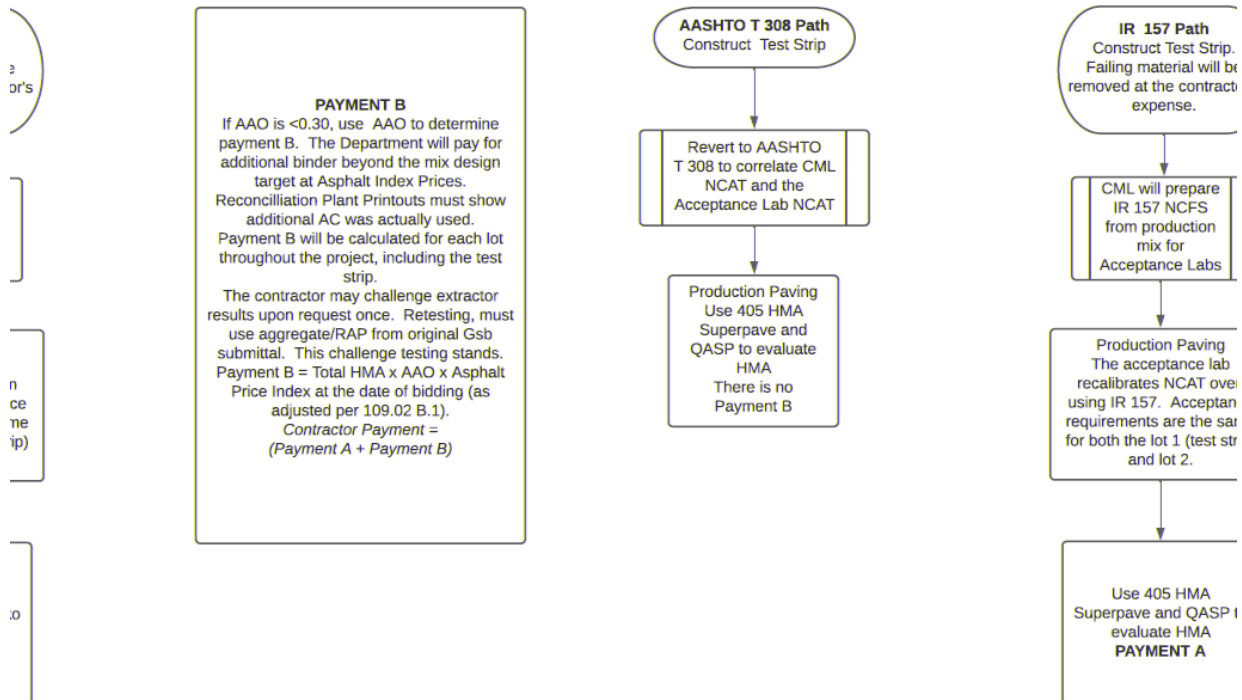 or's
ce
me
ip)
PAYMENT B
If AAO is <0.30, use AAO to determine
payment B. The Department will pay for
additional binder beyond the mix design
target at Asphalt Index Prices.
Reconcilliation Plant Printouts must show
additional AC was actually used.
Payment B will be calculated for each lot
throughout the project, including the test
strip.
The contractor may challenge extractor
results upon request once. Retesting, must
use aggregate/RAP from original Gsb
submittal. This challenge testing stands.
Payment B = Total HMA x AAO x Asphalt
Price Index at the date of bidding (as
adjusted per 109.02 B.1).
Contractor Payment =
(Payment A + Payment B)
AASHTO T 308 Path
Construct Test Strip
Revert to AASHTO
T 308 to correlate CML
NCAT and the
Acceptance Lab NCAT
Production Paving
Use 405 HMA
Superpave and
QASP to evaluate
HMA
There is no
Payment B
IR 157 Path
Construct Test Strip.
Failing material will be
removed at the contract
expense.
CML will prepare
IR 157 NCFS
from production
mix for
Acceptance Labs
Production Paving
The acceptance lab
recalibrates NCAT ove
using IR 157. Acceptan
requirements are the sa
for both the lot 1 (test str
and lot 2.
Use 405 HMA
Superpave and QASP t
evaluate HMA
PAYMENT A